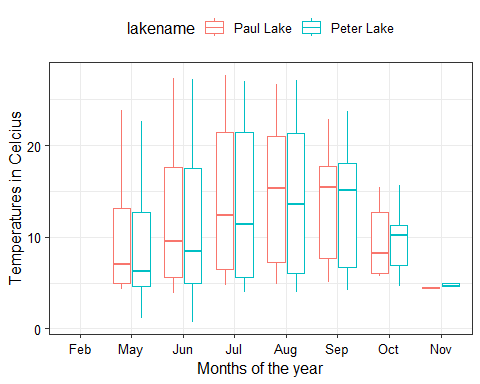 lakename Paul Lake Peter Lake
Temperatures in Celcius
20
10
0
Feb May Jun Jul Aug Sep Oct Nov
Months of the year